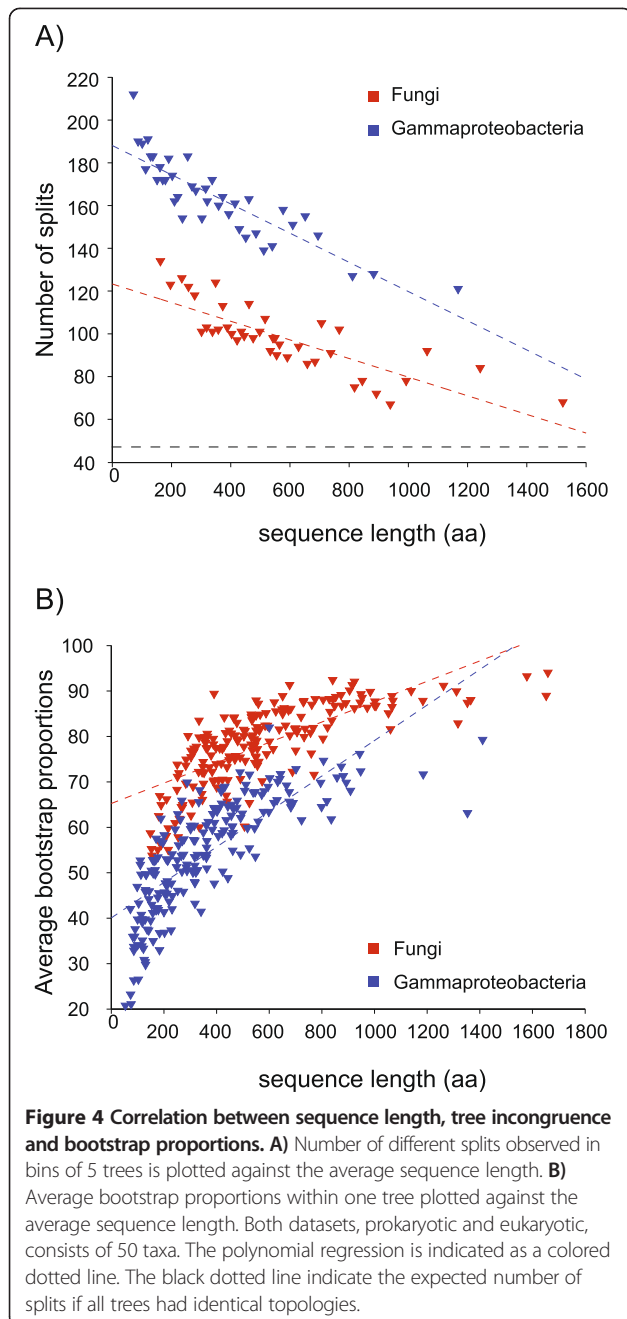 A)
220
200
180
160
140
120
100
80
60
40
Number of splits
Fungi
Gammaproteobacteria
0 200 400 600 800 1000 1200 1400 1600
sequence length (aa)
B)
100
90
80
70
60
50
40
30
20
Average bootstrap proportions
Fungi
Gammaproteobacteria
0 200 400 600 800 1000 1200 1400 1600 1800
sequence length (aa)
Figure 4 Correlation between sequence length, tree incongruence
and bootstrap proportions. A) Number of different splits observed in
bins of 5 trees is plotted against the average sequence length. B)
Average bootstrap proportions within one tree plotted against the
average sequence length. Both datasets, prokaryotic and eukaryotic,
consists of 50 taxa. The polynomial regression is indicated as a colored
dotted line. The black dotted line indicate the expected number of
splits if all trees had identical topologies.